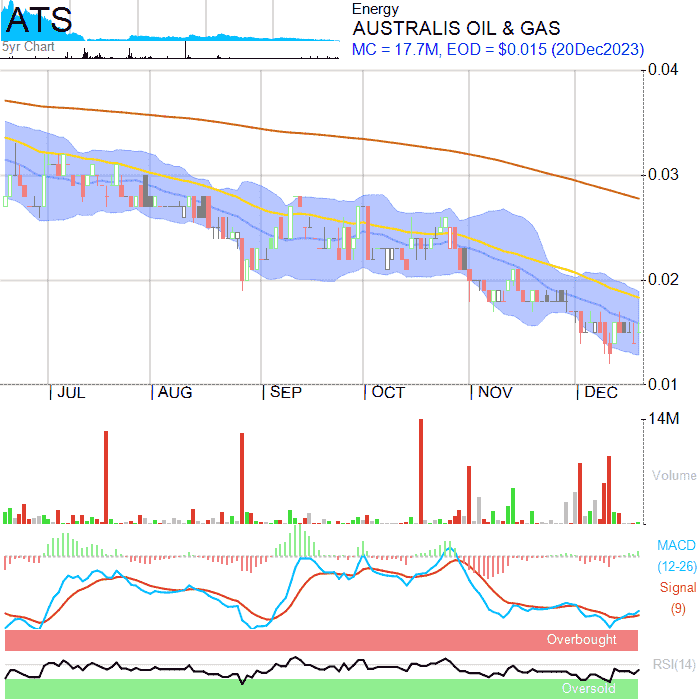 ATS
5yr Chart
Energy
AUSTRALIS OIL & GAS
MC = 17.7M, EOD = $0.015 (20Dec2023)
0.04
0.03
0.02
0.01
JUL
AUG
SEP
OCT
NOV
DEC
14M
Volume
MACD
(12-26)
Signal
(9)
Overbought
RSI(14)
Oversold